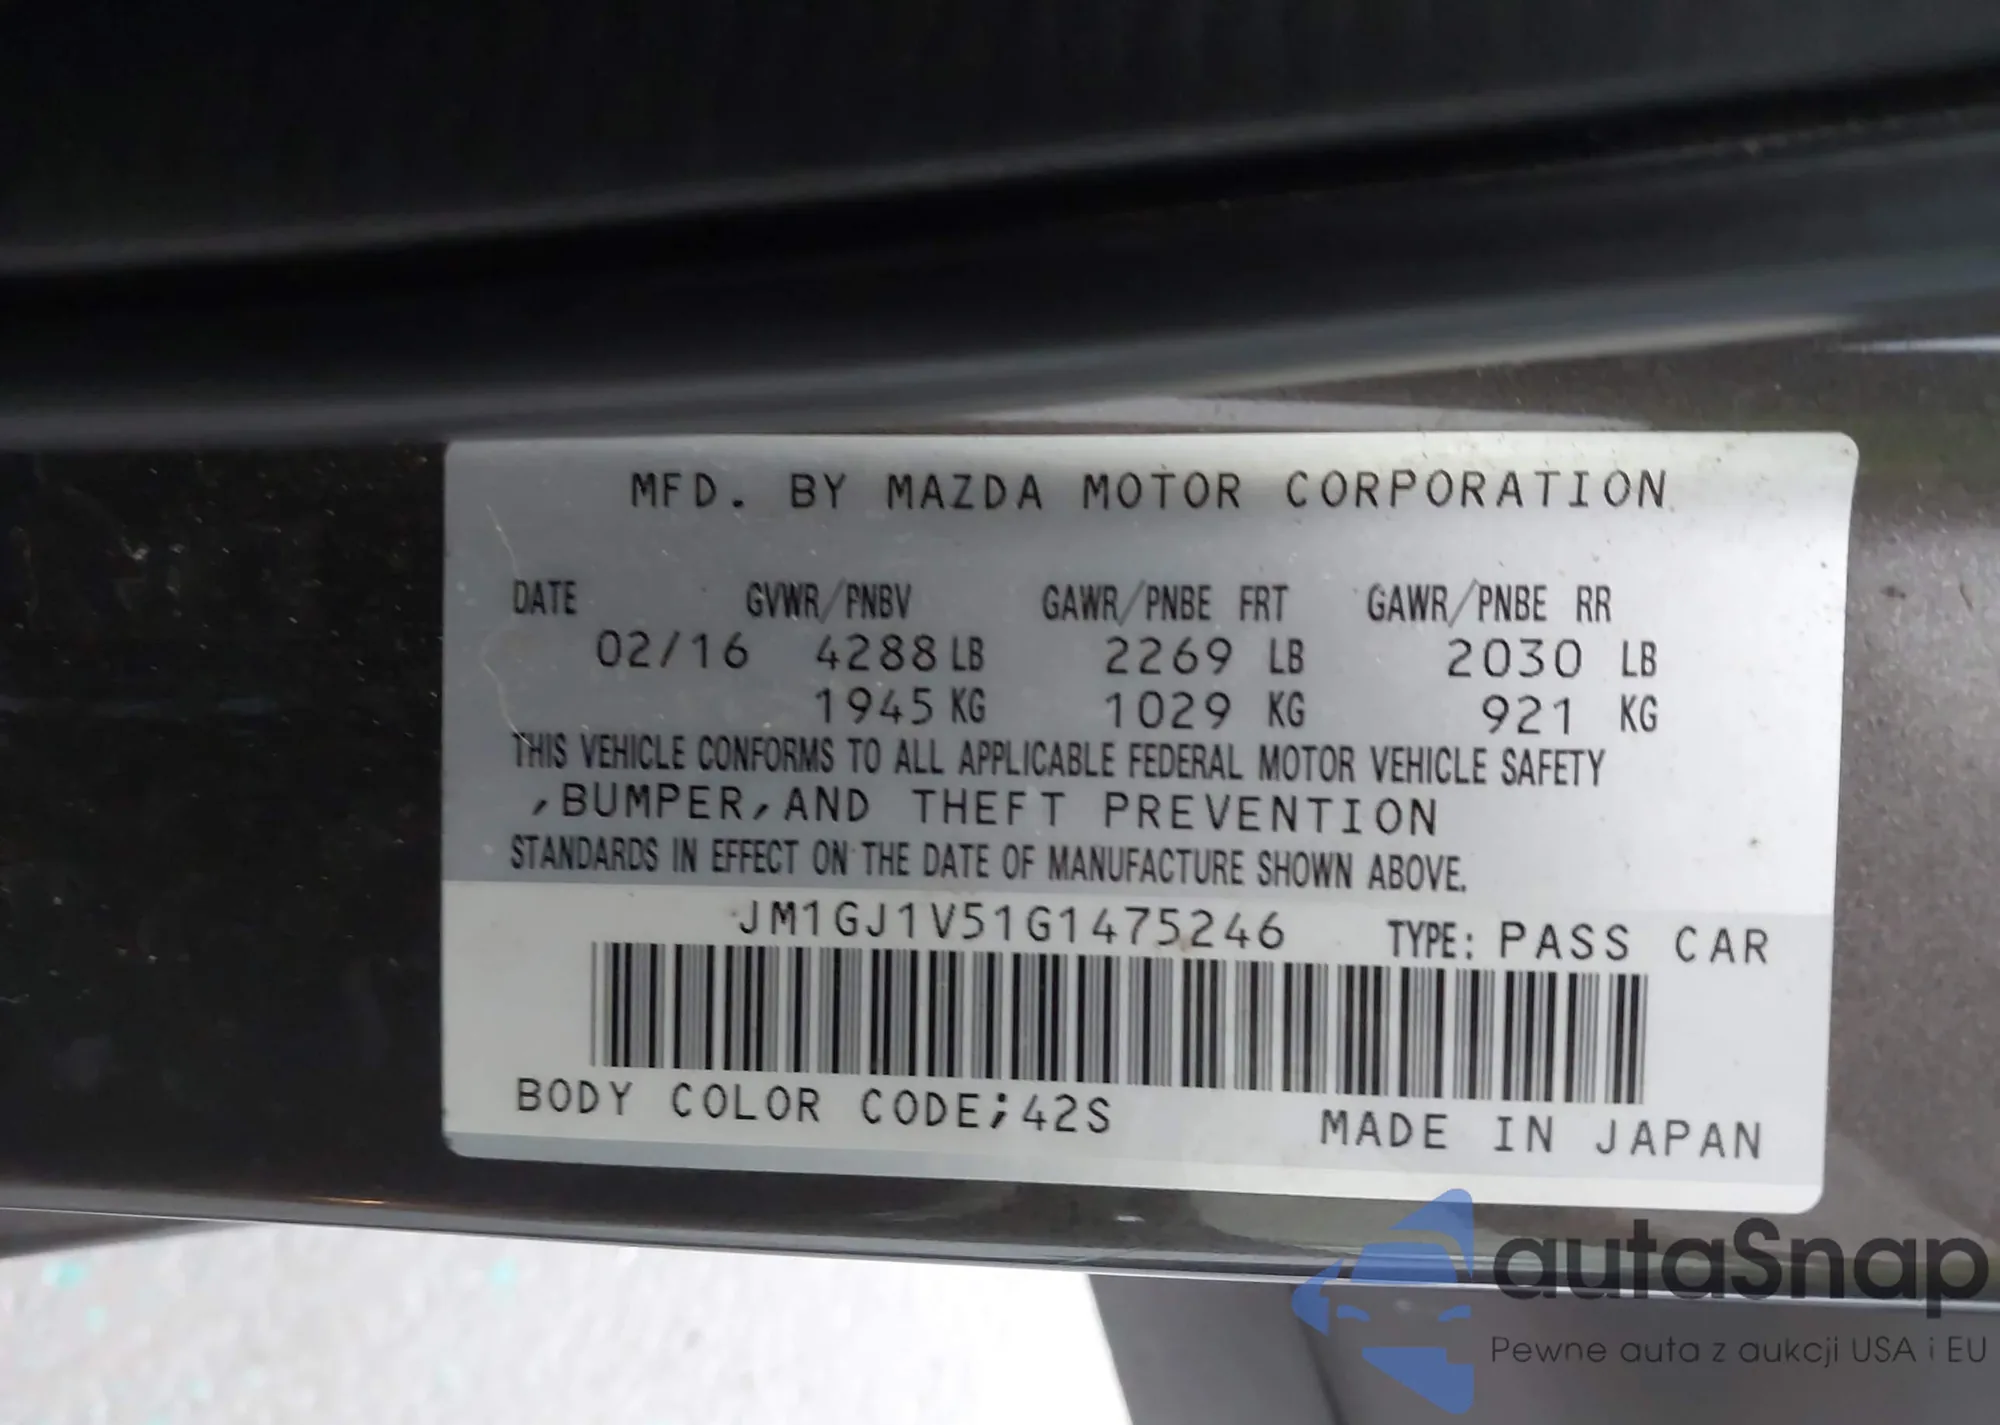 MFD. BY MAZDA MOTOR CORPORATION
DATE GVWR/PNBV GAWR/PNBE FRT GAWR/PNBE RR
02/16 4288 LB 2269 LB 2030 LB
1945 KG 1029 KG 921 KG
THIS VEHICLE CONFORMS TO ALL APPLICABLE FEDERAL MOTOR VEHICLE SAFETY
,BUMPER,AND THEFT PREVENTION
STANDARDS IN EFFECT ON THE DATE OF MANUFACTURE SHOWN ABOVE.
JM1GJ1V51G1475246 TYPE: PASS CAR
BODY COLOR CODE;42S MADE IN JAPAN
autaSnap
Pewne auta z aukcji USA i EU